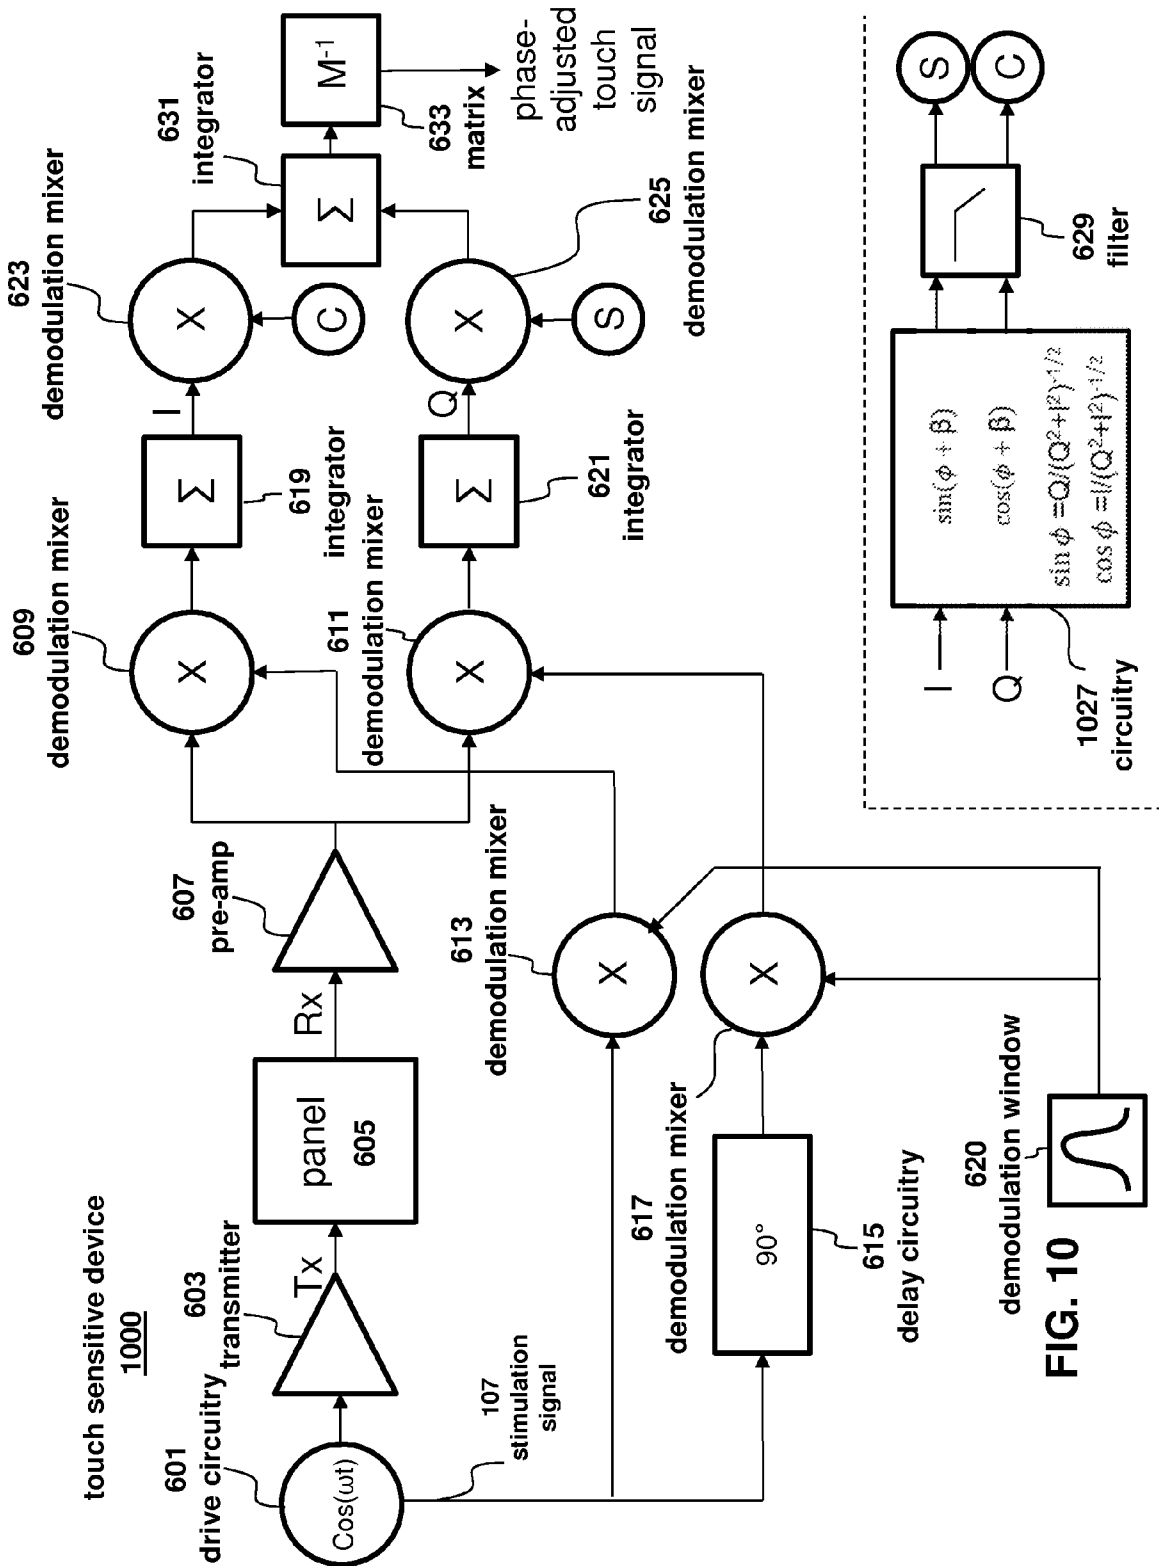 touch sensitive device
1000
601
drive circuitry
Cos(ωt)
107
stimulation
signal
603
transmitter
Tx
panel
605
Rx
607
pre-amp
609
demodulation mixer
X
611
demodulation mixer
X
613
demodulation mixer
X
617
demodulation mixer
X
90°
615
delay circuitry
620
demodulation window
Σ
619
integrator
Σ
621
integrator
I
Q
623
demodulation mixer
X
C
X
625
demodulation mixer
S
631
integrator
Σ
M⁻¹
633
matrix
phase-
adjusted
touch
signal
I
Q
1027
circuitry
sin(ϕ + β)
cos(ϕ + β)
sin ϕ =Q/(Q²+I²)⁻¹/²
cos ϕ =I/(Q²+I²)⁻¹/²
629
filter
S
C
FIG. 10